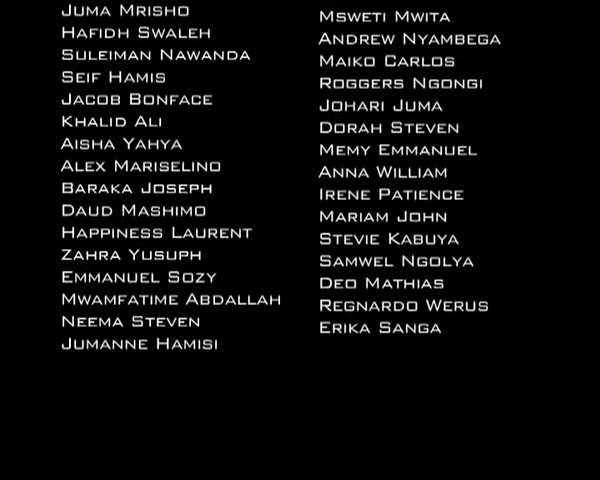 Juma Mrisho
Hafidh Swaleh
Suleiman Nawanda
Seif Hamis
Jacob Bonface
Khalid Ali
Aisha Yahya
Alex Mariselino
Baraka Joseph
Daud Mashimo
Happiness Laurent
Zahra Yusuph
Emmanuel Sozy
Mwamfatime Abdallah
Neema Steven
Jumanne Hamisi
Msweti Mwita
Andrew Nyambega
Maiko Carlos
Roggers Ngongi
Johari Juma
Dorah Steven
Memy Emmanuel
Anna William
Irene Patience
Mariam John
Stevie Kabuya
Samwel Ngolya
Deo Mathias
Regnardo Werus
Erika Sanga